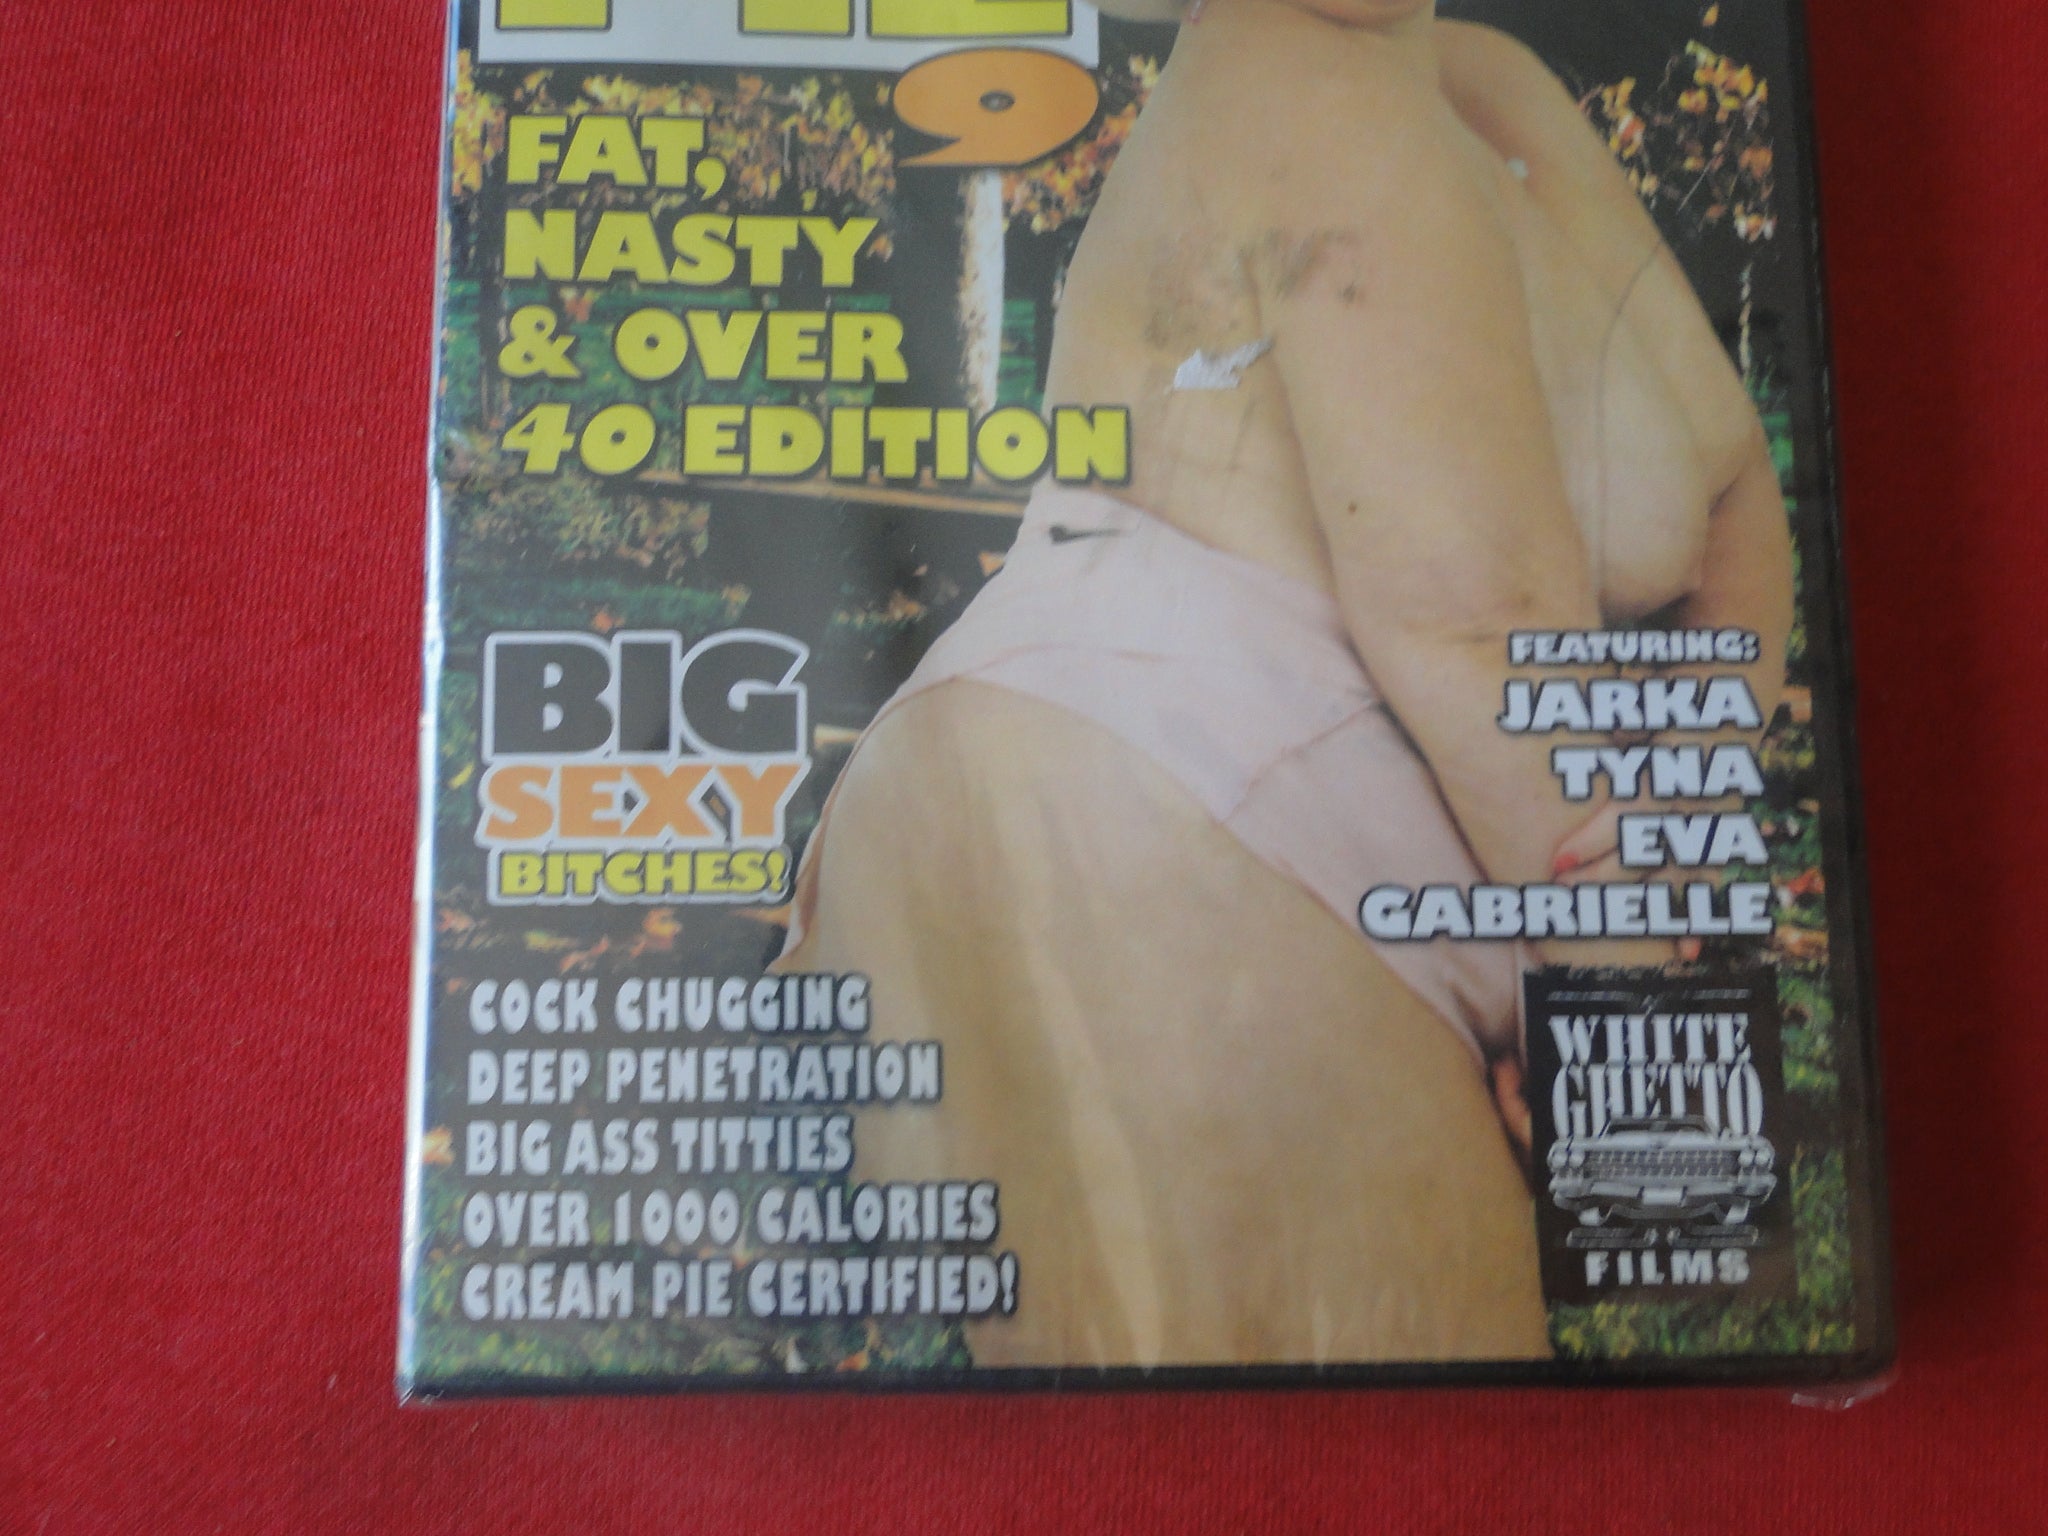 9
FAT,
NASTY
& OVER
40 EDITION
BIG
SEXY
BITCHES!
COCK CHUGGING
DEEP PENETRATION
BIG ASS TITTIES
OVER 1000 CALORIES
CREAM PIE CERTIFIED!
FEATURING:
JARKA
TYNA
EVA
GABRIELLE
WHITE
GHETTO
FILMS